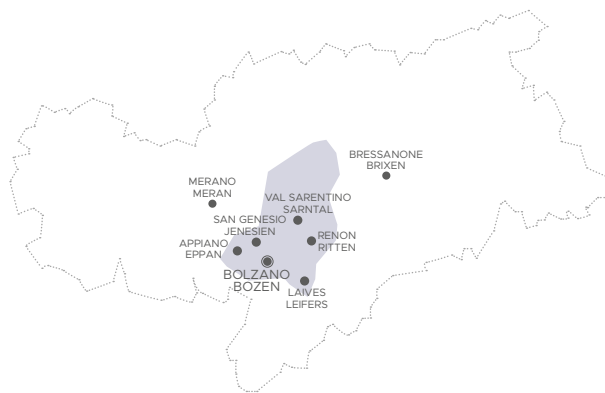 BRESSANONE
BRIXEN
MERANO
MERAN
VAL SARENTINO
SARNTAL
SAN GENESIO
JENESIEN
RENON
RITTEN
APPIANO
EPPAN
BOLZANO
BOZEN
LAIVES
LEIFERS